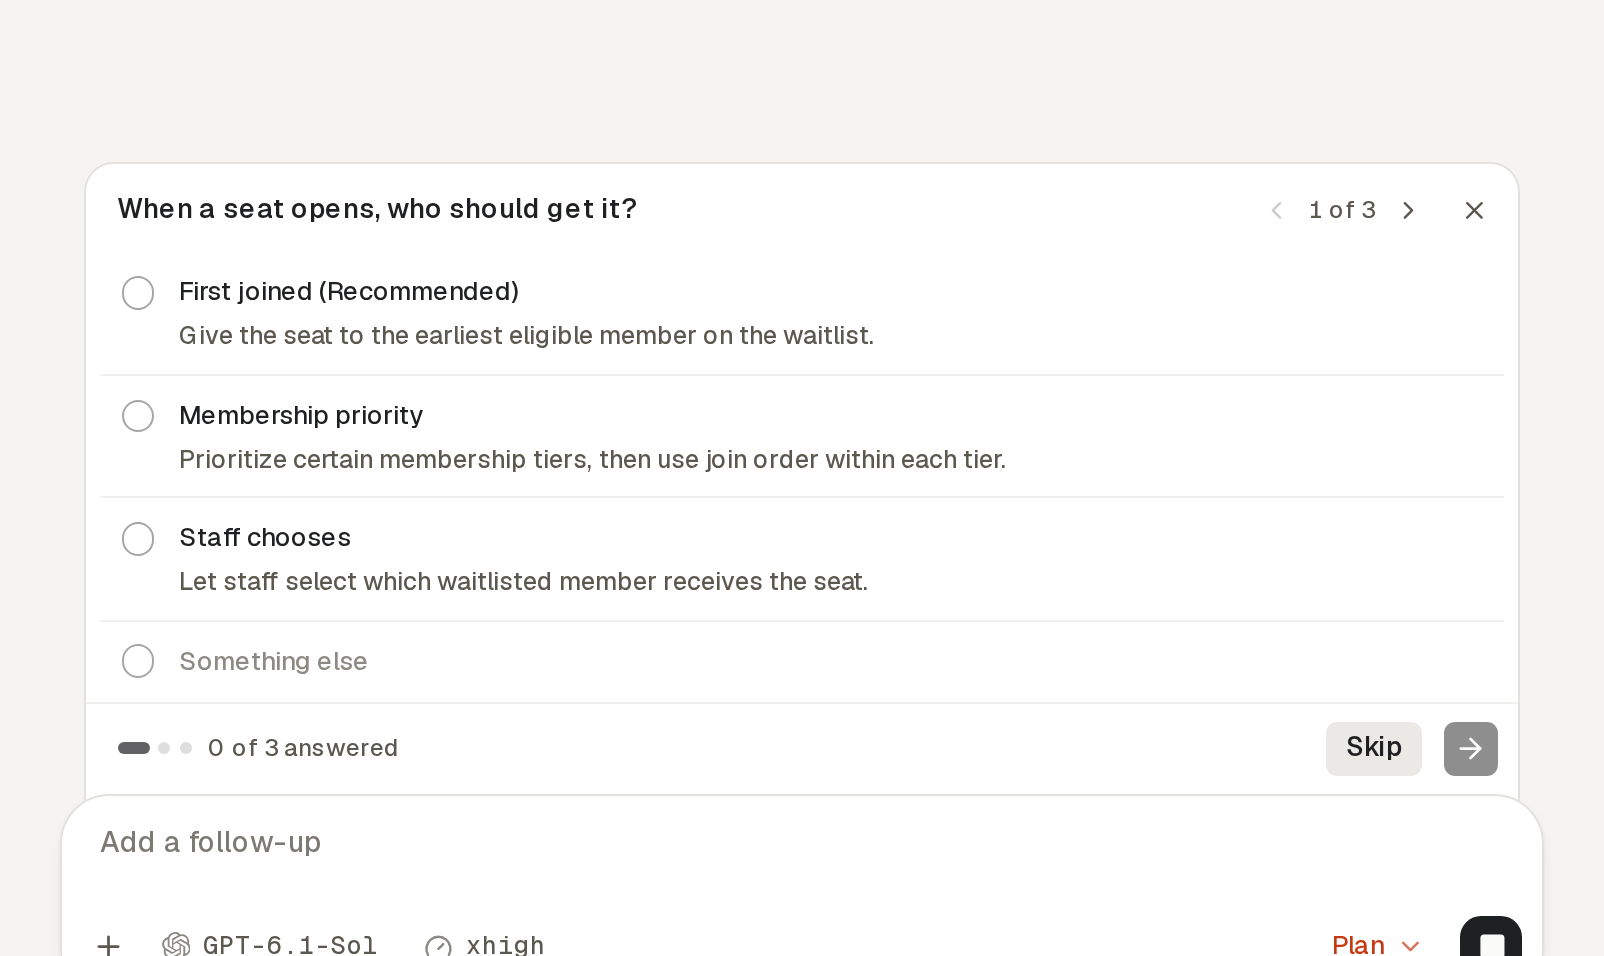 When a seat opens, who should get it?
1 of 3
First joined (Recommended)
Give the seat to the earliest eligible member on the waitlist.
Membership priority
Prioritize certain membership tiers, then use join order within each tier.
Staff chooses
Let staff select which waitlisted member receives the seat.
Something else
0 of 3 answered
Skip
Add a follow-up
GPT-6.1-Sol
xhigh
Plan